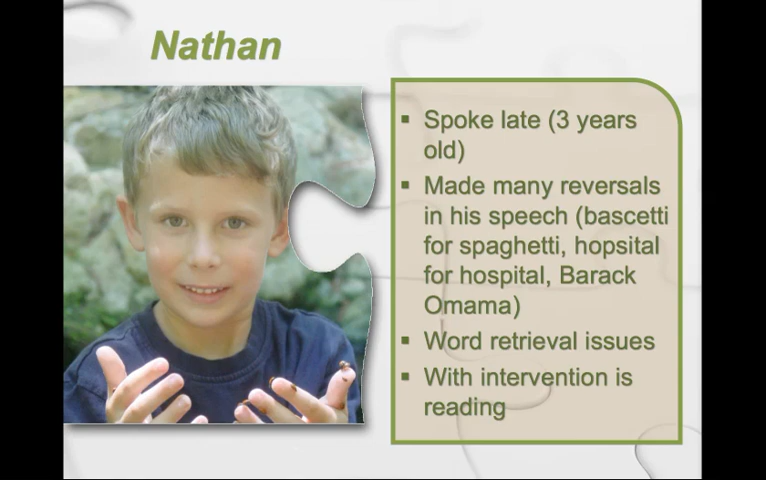 Nathan
▪ Spoke late (3 years
old)
▪ Made many reversals
in his speech (bascetti
for spaghetti, hopsital
for hospital, Barack
Omama)
▪ Word retrieval issues
▪ With intervention is
reading